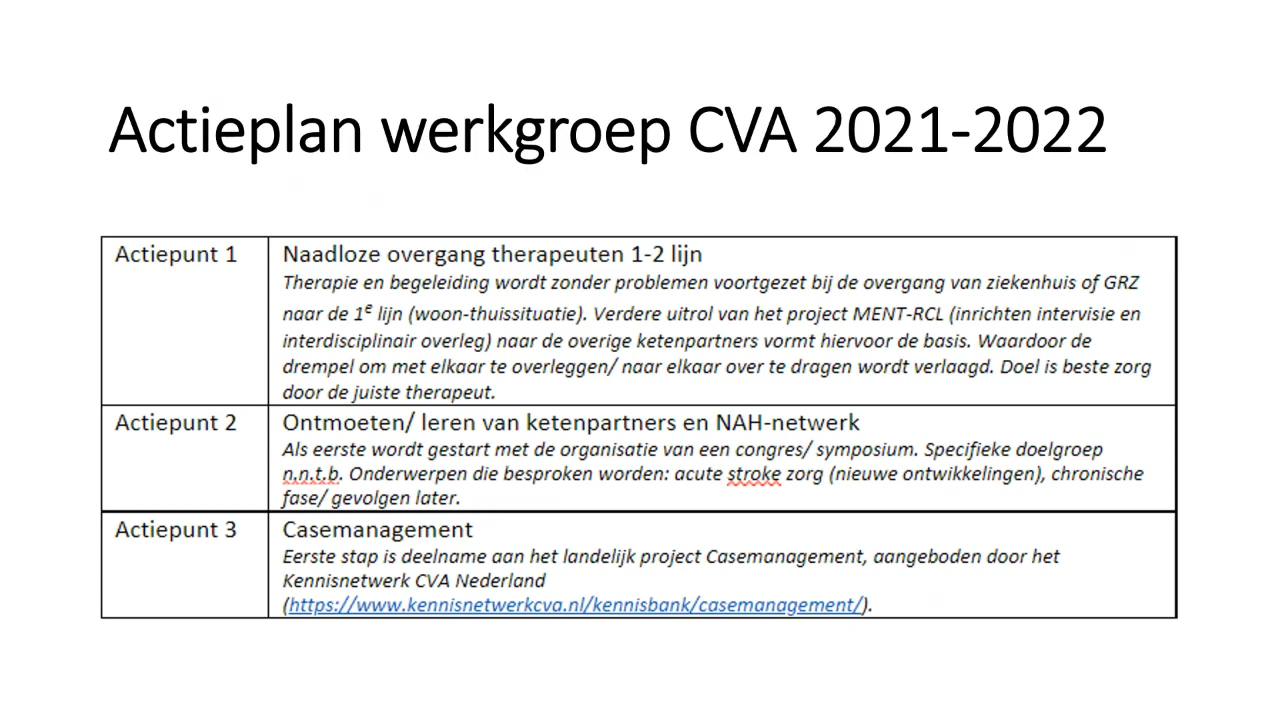 Actieplan werkgroep CVA 2021-2022
Actiepunt 1
Naadloze overgang therapeuten 1-2 lijn
Therapie en begeleiding wordt zonder problemen voortgezet bij de overgang van ziekenhuis of GRZ
naar de 1e lijn (woon-thuissituatie). Verdere uitrol van het project MENT-RCL (inrichten intervisie en
interdisciplinair overleg) naar de overige ketenpartners vormt hiervoor de basis. Waardoor de
drempel om met elkaar te overleggen/ naar elkaar over te dragen wordt verlaagd. Doel is beste zorg
door de juiste therapeut.
Actiepunt 2
Ontmoeten/ leren van ketenpartners en NAH-netwerk
Als eerste wordt gestart met de organisatie van een congres/ symposium. Specifieke doelgroep
n.n.t.b. Onderwerpen die besproken worden: acute stroke zorg (nieuwe ontwikkelingen), chronische
fase/ gevolgen later.
Actiepunt 3
Casemanagement
Eerste stap is deelname aan het landelijk project Casemanagement, aangeboden door het
Kennisnetwerk CVA Nederland
(https://www.kennisnetwerkcva.nl/kennisbank/casemanagement/).